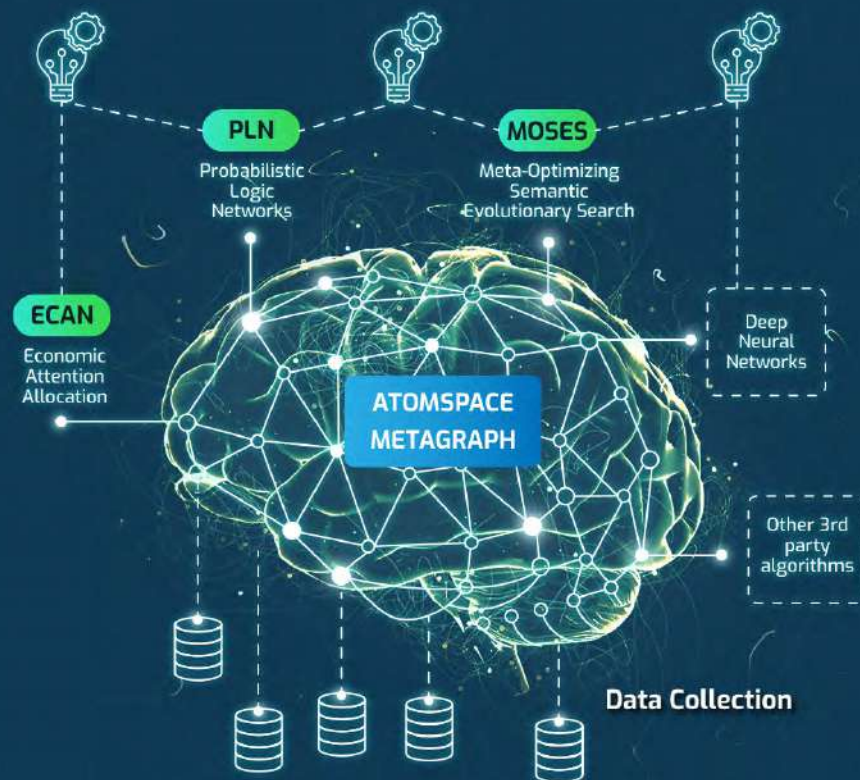 PLN
Probabilistic
Logic
Networks
MOSES
Meta-Optimizing
Semantic
Evolutionary Search
ECAN
Economic
Attention
Allocation
Deep
Neural
Networks
ATOMSPACE
METAGRAPH
Other 3rd
party
algorithms
Data Collection